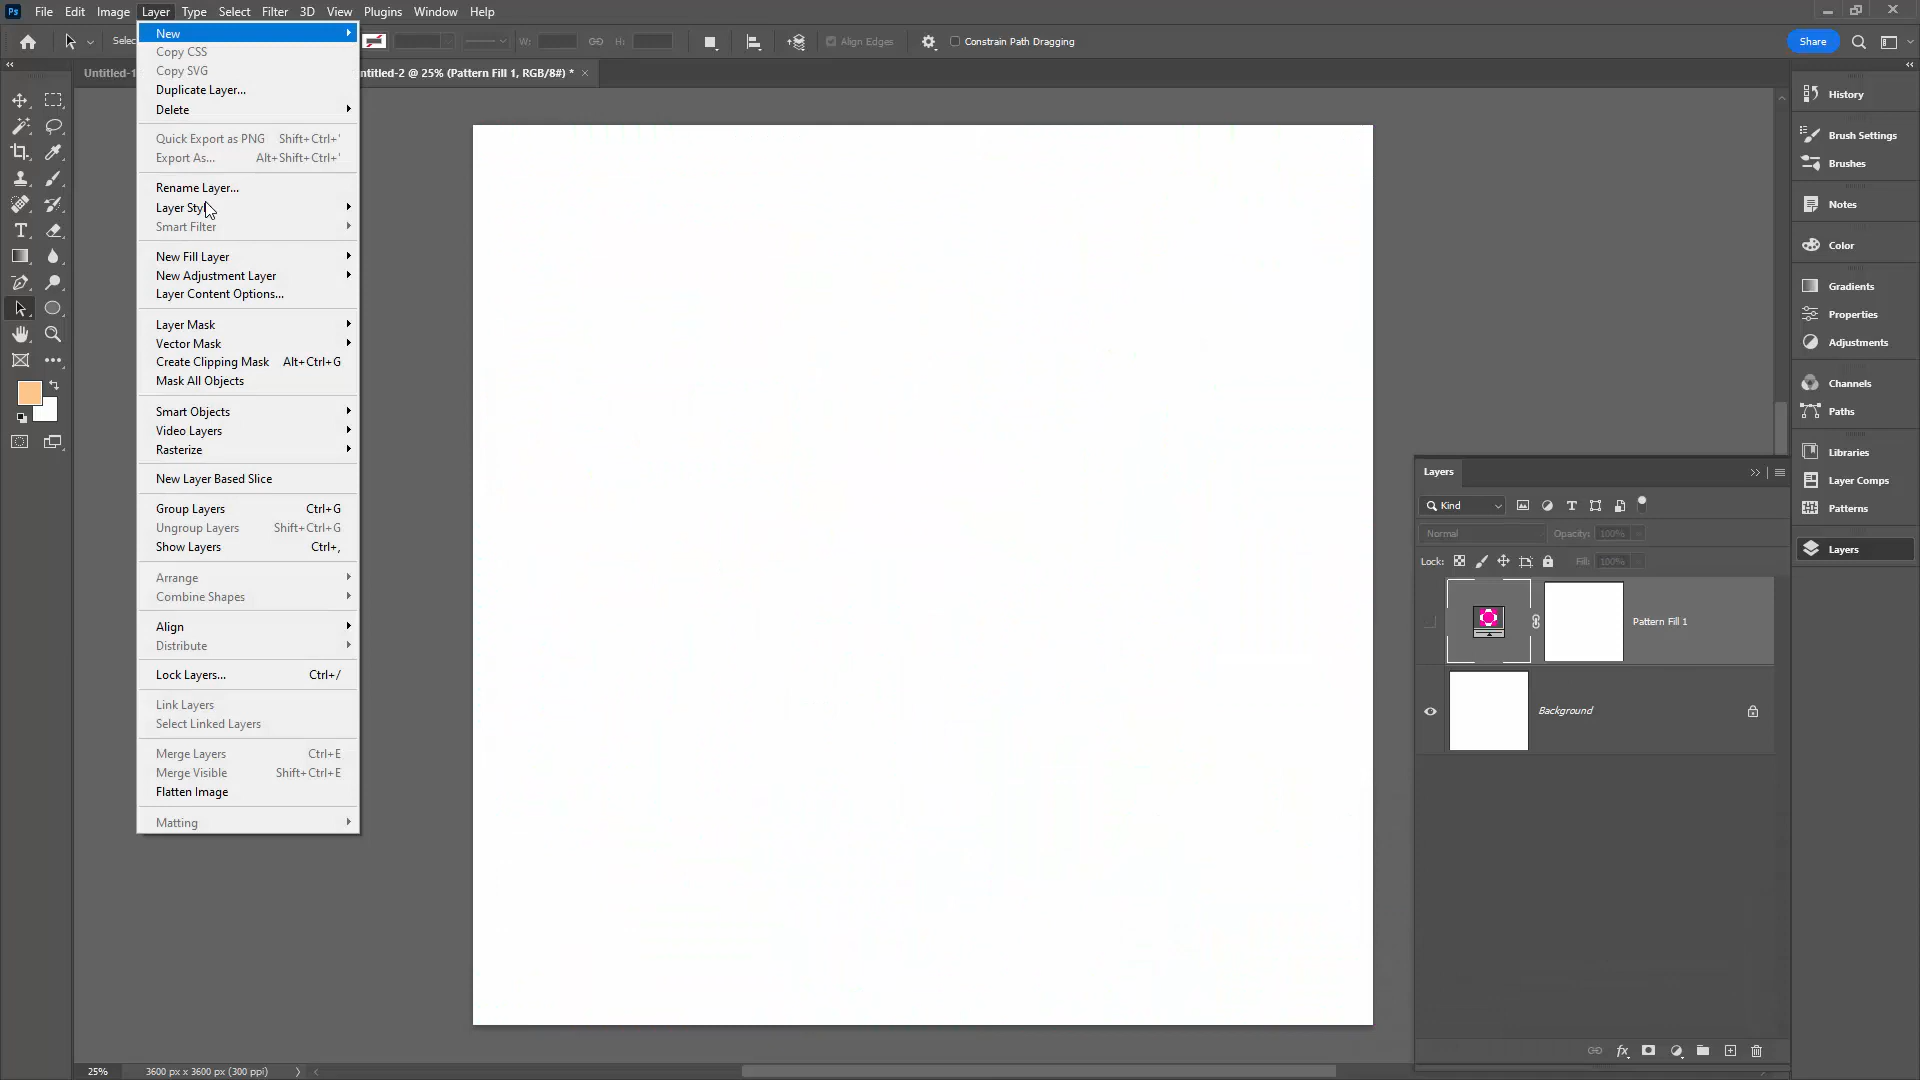 Ps File Edit Image Layer Type Select Filter 3D View Plugins Window Help
Selec W: H: Align Edges Constrain Path Dragging Share
Untitled-1 ntitled-2 @ 25% (Pattern Fill 1, RGB/8#) *
New
Copy CSS
Copy SVG
Duplicate Layer...
Delete
Quick Export as PNG Shift+Ctrl+'
Export As... Alt+Shift+Ctrl+'
Rename Layer...
Layer Styl
Smart Filter
New Fill Layer
New Adjustment Layer
Layer Content Options...
Layer Mask
Vector Mask
Create Clipping Mask Alt+Ctrl+G
Mask All Objects
Smart Objects
Video Layers
Rasterize
New Layer Based Slice
Group Layers Ctrl+G
Ungroup Layers Shift+Ctrl+G
Show Layers Ctrl+,
Arrange
Combine Shapes
Align
Distribute
Lock Layers... Ctrl+/
Link Layers
Select Linked Layers
Merge Layers Ctrl+E
Merge Visible Shift+Ctrl+E
Flatten Image
Matting
History
Brush Settings
Brushes
Notes
Color
Gradients
Properties
Adjustments
Channels
Paths
Libraries
Layer Comps
Patterns
Layers
Layers
Kind
Normal Opacity: 100%
Lock: Fill: 100%
Pattern Fill 1
Background
25% 3600 px x 3600 px (300 ppi)